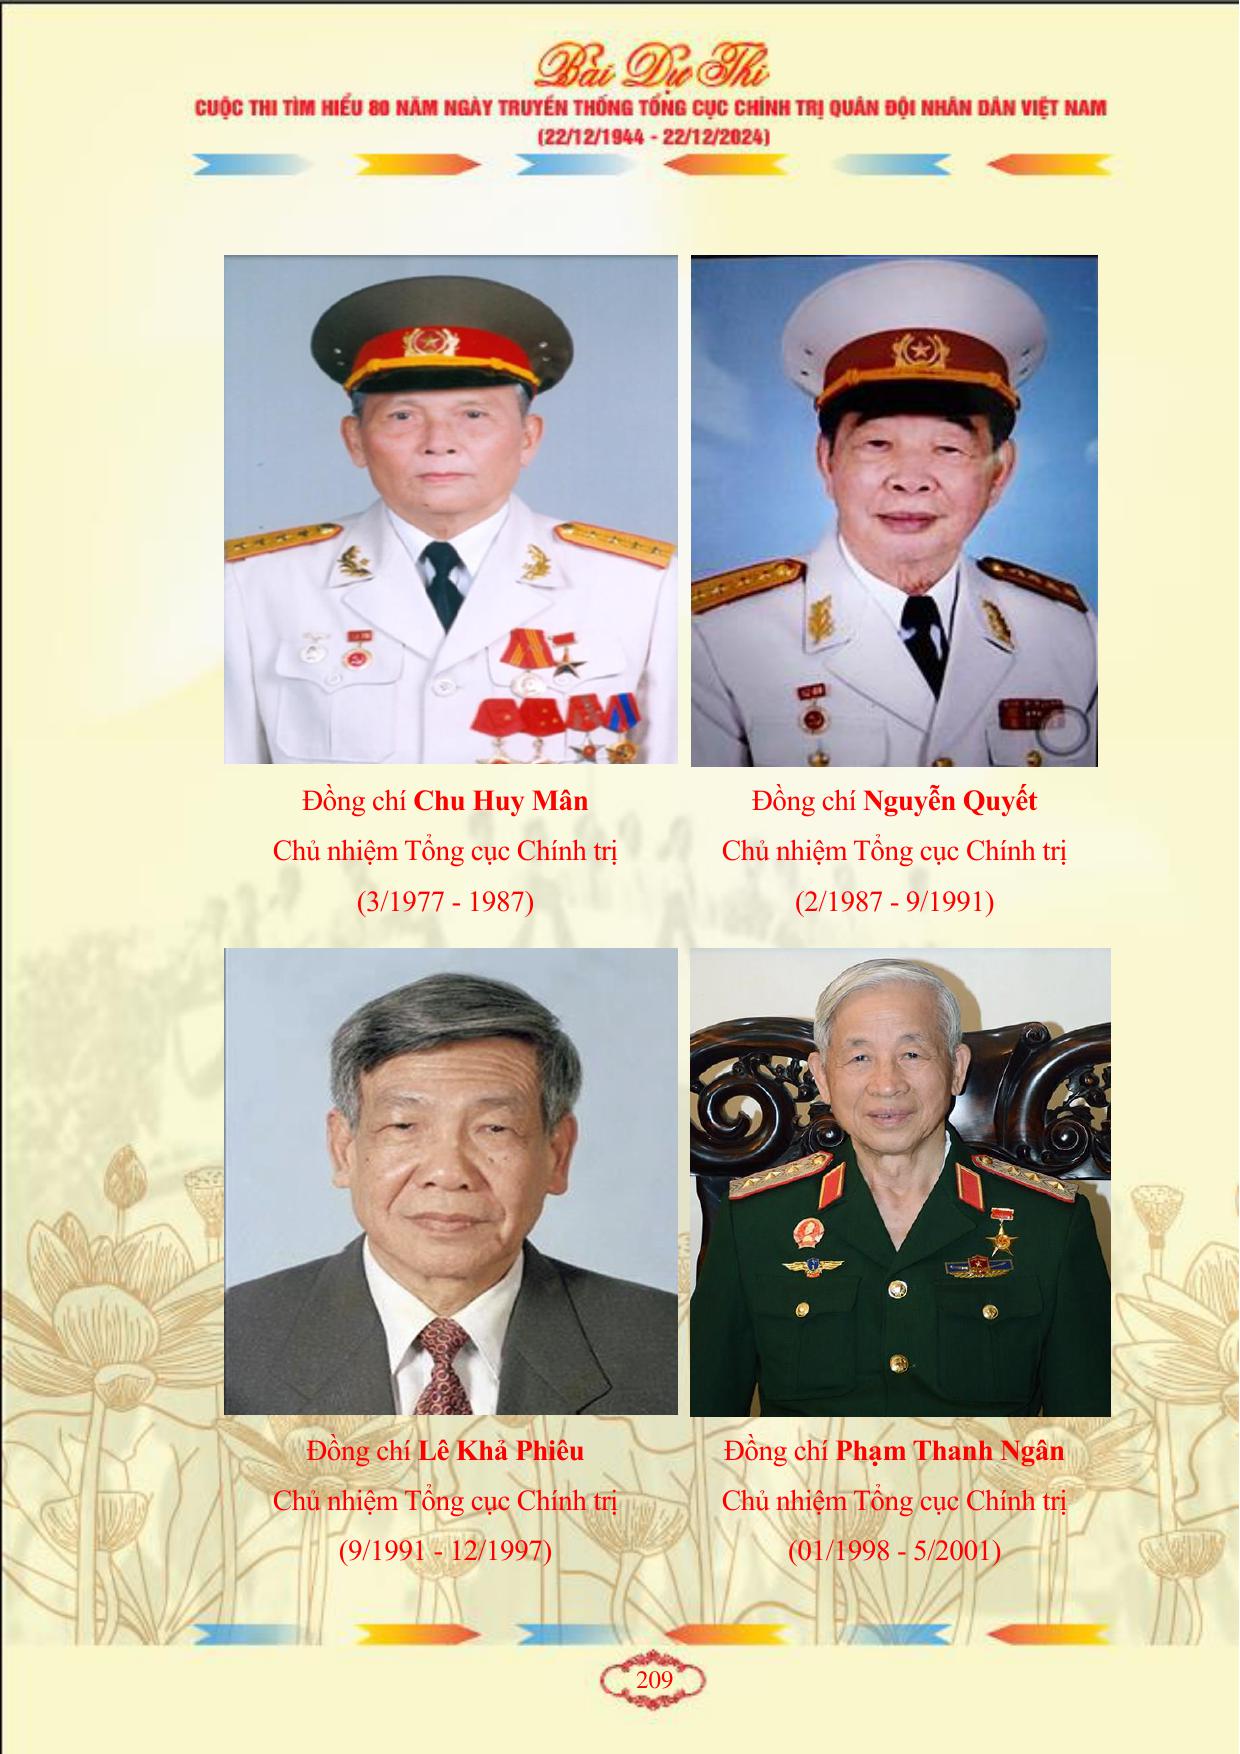 Bài Dự Thi
CUỘC THI TÌM HIỂU 80 NĂM NGÀY TRUYỀN THỐNG TỔNG CỤC CHÍNH TRỊ QUÂN ĐỘI NHÂN DÂN VIỆT NAM
(22/12/1944 - 22/12/2024)
Đồng chí Chu Huy Mân
Chủ nhiệm Tổng cục Chính trị
(3/1977 - 1987)
Đồng chí Nguyễn Quyết
Chủ nhiệm Tổng cục Chính trị
(2/1987 - 9/1991)
Đồng chí Lê Khả Phiêu
Chủ nhiệm Tổng cục Chính trị
(9/1991 - 12/1997)
Đồng chí Phạm Thanh Ngân
Chủ nhiệm Tổng cục Chính trị
(01/1998 - 5/2001)
209